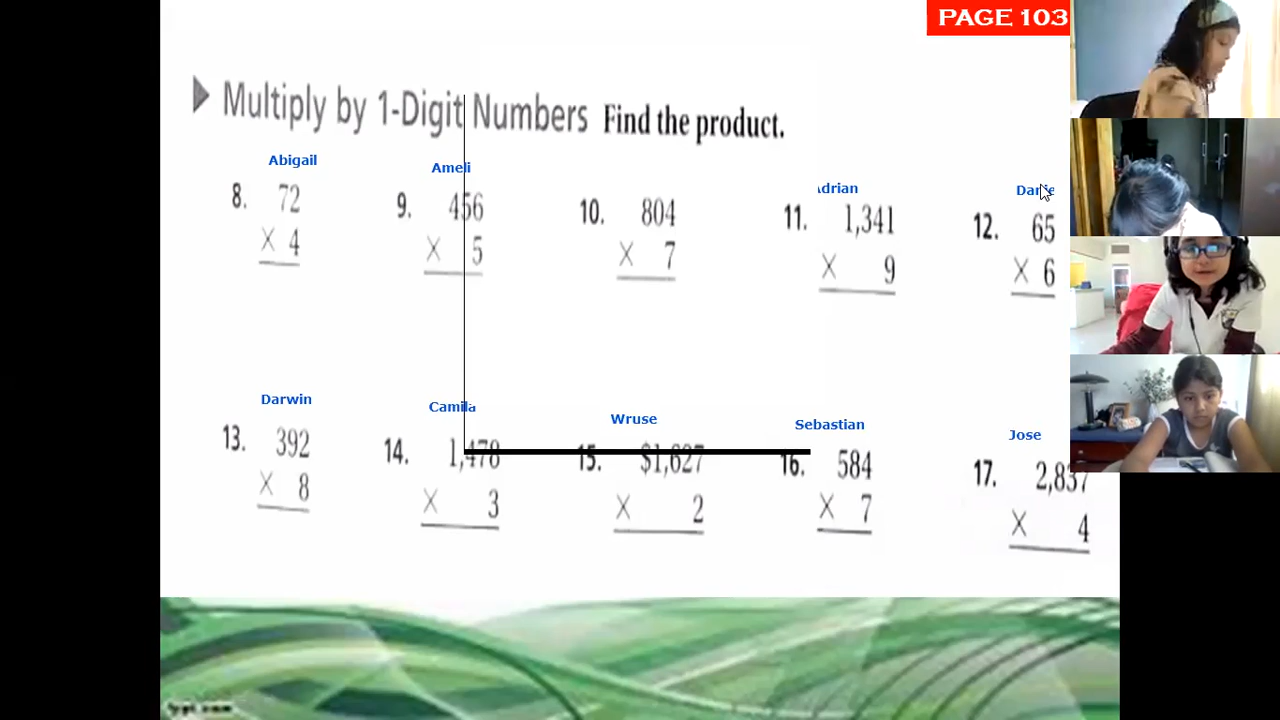 PAGE 103
Multiply by 1-Digit Numbers Find the product.
Abigail Ameli Adrian
8. 72 9. 456 10. 804 11. 1,341 12. 65
X 4 X 5 X 7 X 9 X 6
Darwin Camila Wruse Sebastian Jose
13. 392 14. 1,478 15. $1,627 16. 584 17. 2,837
X 8 X 3 X 2 X 7 X 4